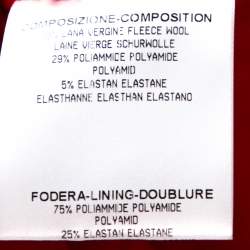 COMPOSIZIONE-COMPOSITION
LANA VERGINE FLEECE WOOL
LAINE VIERGE SCHURWOLLE
29% POLIAMMIDE POLYAMIDE
POLYAMID
5% ELASTAN ELASTANE
ELASTHANNE ELASTHAN ELASTANO
FODERA-LINING-DOUBLURE
75% POLIAMMIDE POLYAMIDE
POLYAMID
25% ELASTAN ELASTANE